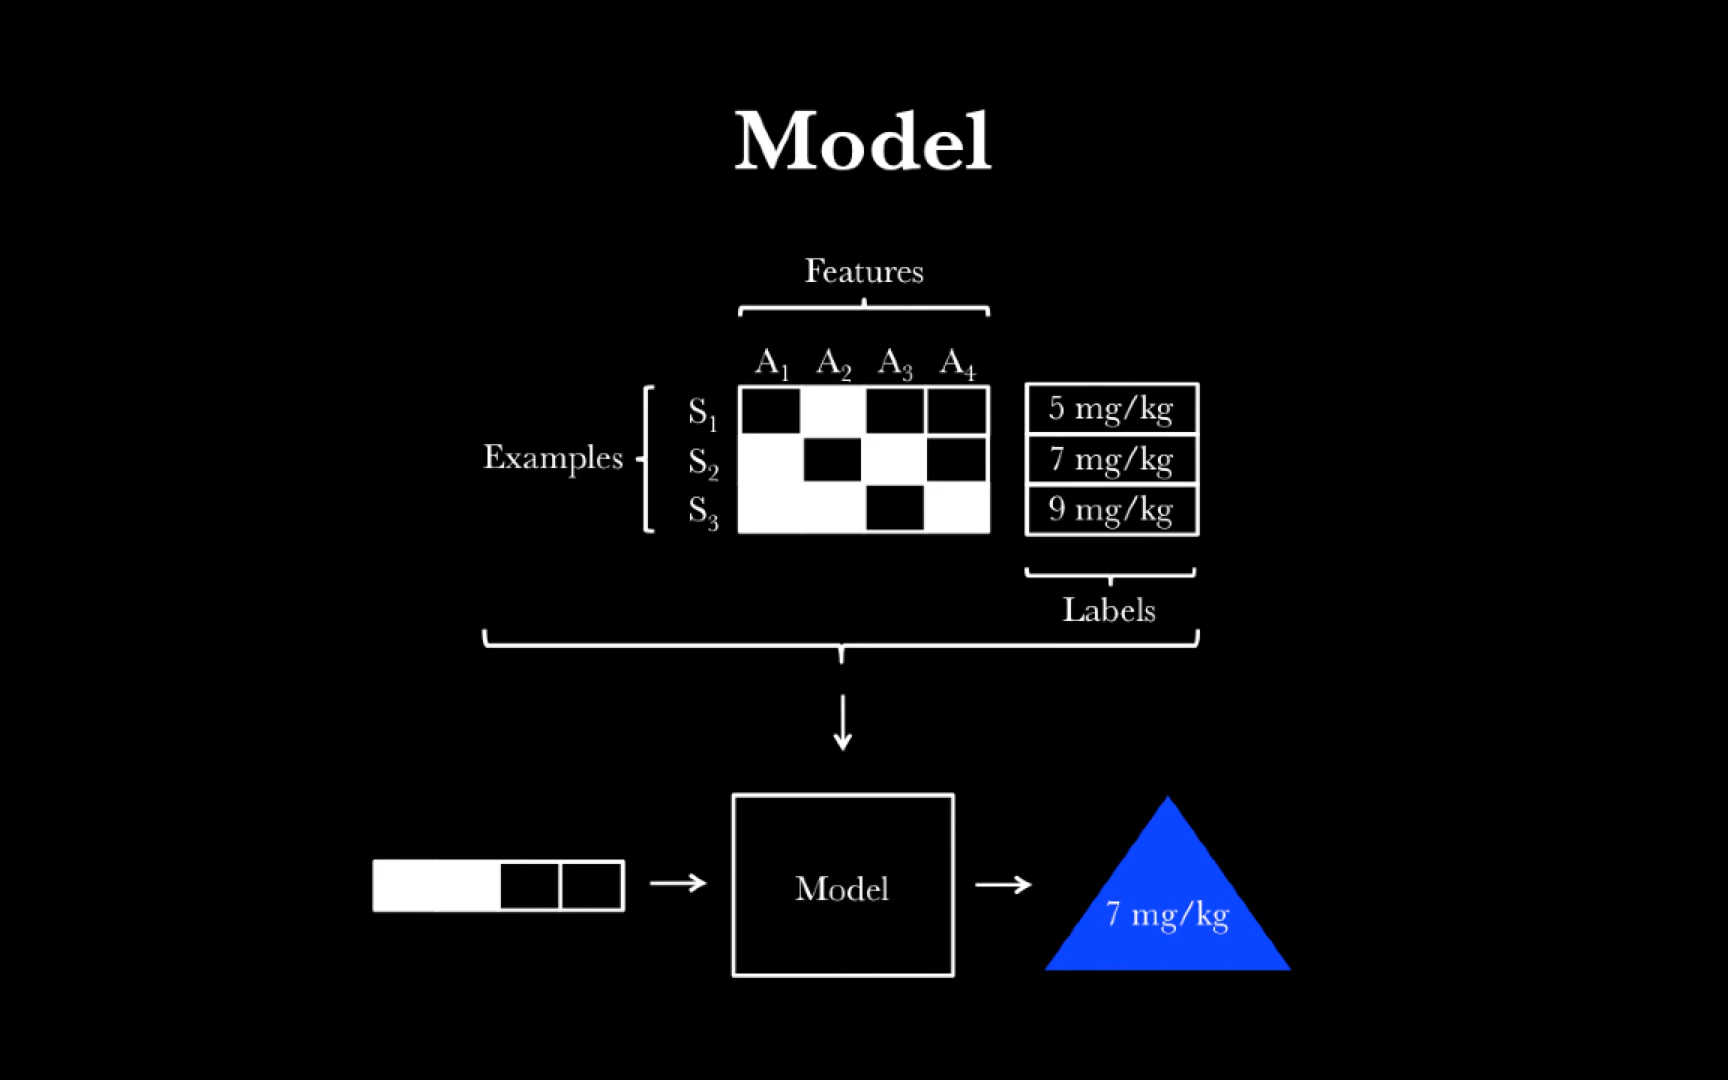 Model
Features
A1 A2 A3 A4
S1 5 mg/kg
Examples S2 7 mg/kg
S3 9 mg/kg
Labels
Model
7 mg/kg